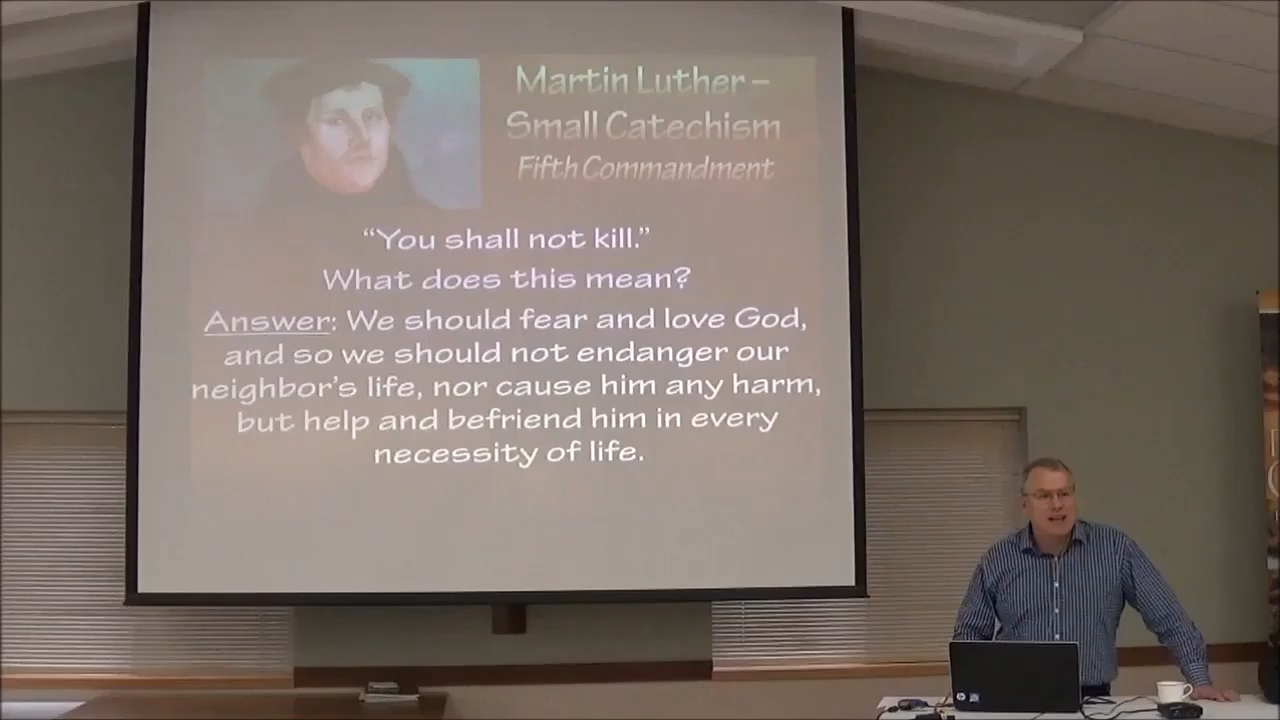 Martin Luther –
Small Catechism
Fifth Commandment
“You shall not kill.”
What does this mean?
Answer: We should fear and love God,
and so we should not endanger our
neighbor's life, nor cause him any harm,
but help and befriend him in every
necessity of life.
hp